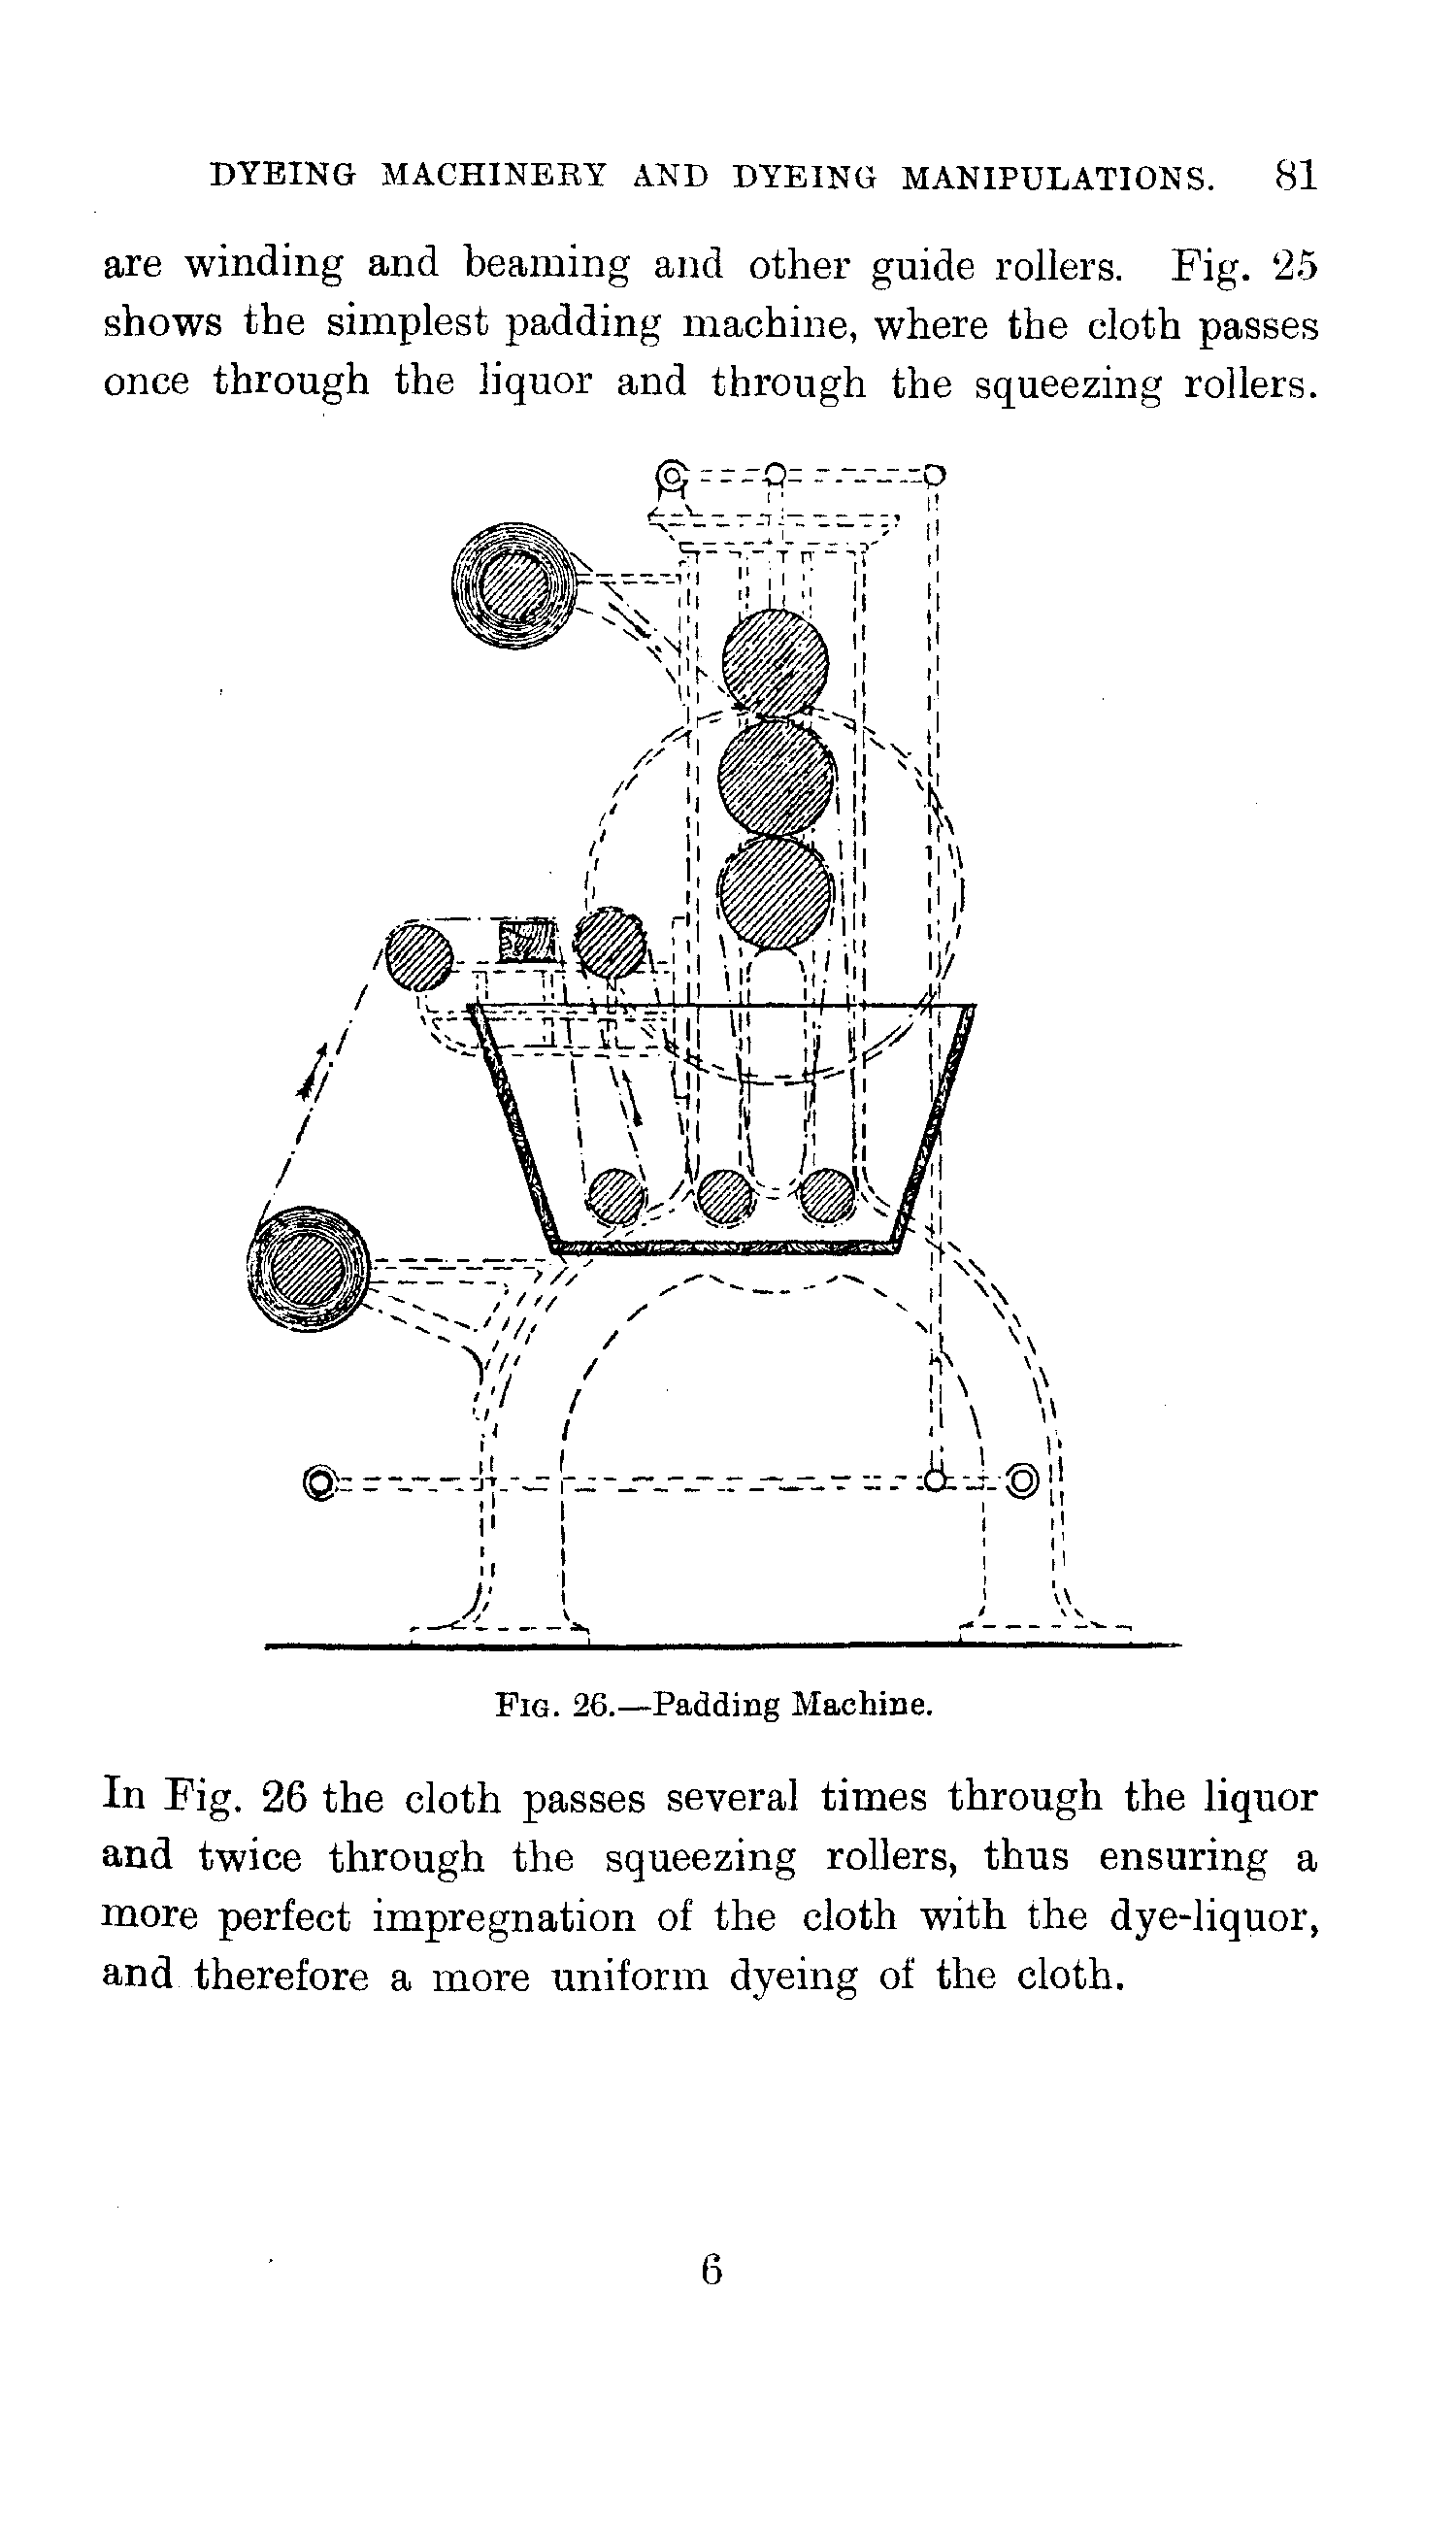 DYEING MACHINERY AND DYEING MANIPULATIONS. 81
are winding and beaming and other guide rollers. Fig. 25
shows the simplest padding machine, where the cloth passes
once through the liquor and through the squeezing rollers.
FIG. 26.—Padding Machine.
In Fig. 26 the cloth passes several times through the liquor
and twice through the squeezing rollers, thus ensuring a
more perfect impregnation of the cloth with the dye-liquor,
and therefore a more uniform dyeing of the cloth.
6